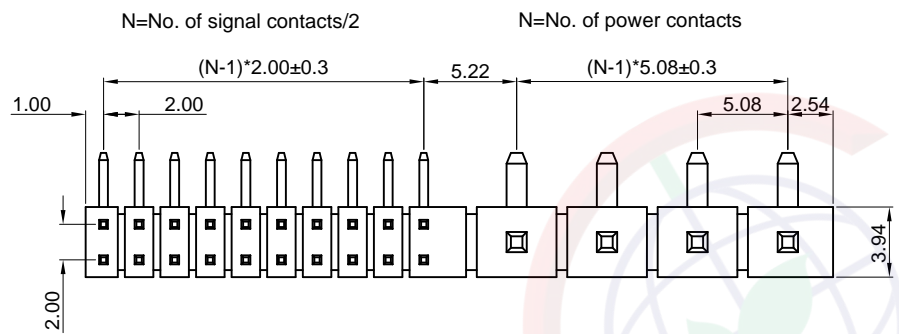 N=No. of signal contacts/2
N=No. of power contacts
(N-1)*2.00±0.3
5.22
(N-1)*5.08±0.3
1.00
2.00
5.08
2.54
3.94
2.00